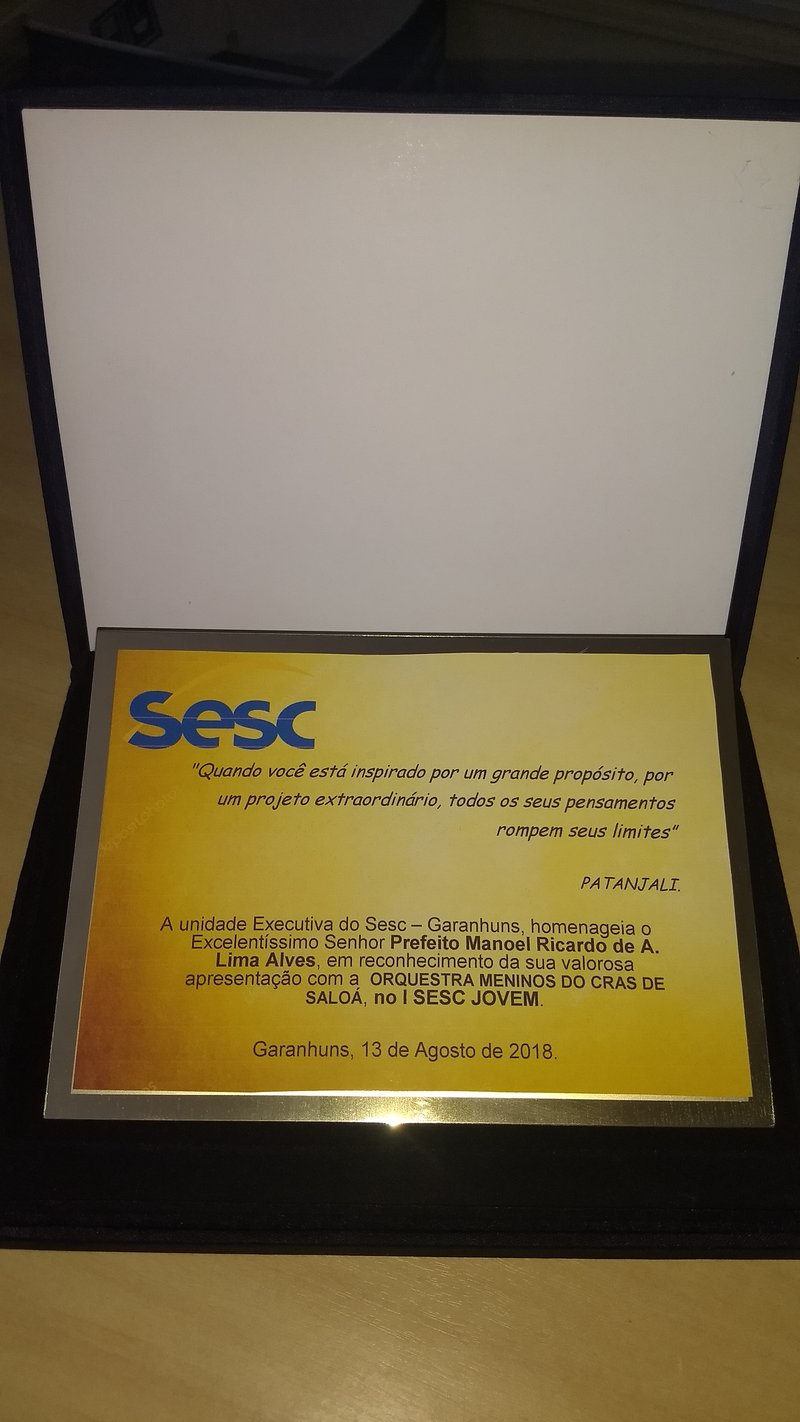 Sesc
"Quando você está inspirado por um grande propósito, por
um projeto extraordinário, todos os seus pensamentos
rompem seus limites"
PATANJALI.
A unidade Executiva do Sesc – Garanhuns, homenageia o
Excelentíssimo Senhor Prefeito Manoel Ricardo de A.
Lima Alves, em reconhecimento da sua valorosa
apresentação com a ORQUESTRA MENINOS DO CRAS DE
SALOÁ, no I SESC JOVEM.
Garanhuns, 13 de Agosto de 2018.